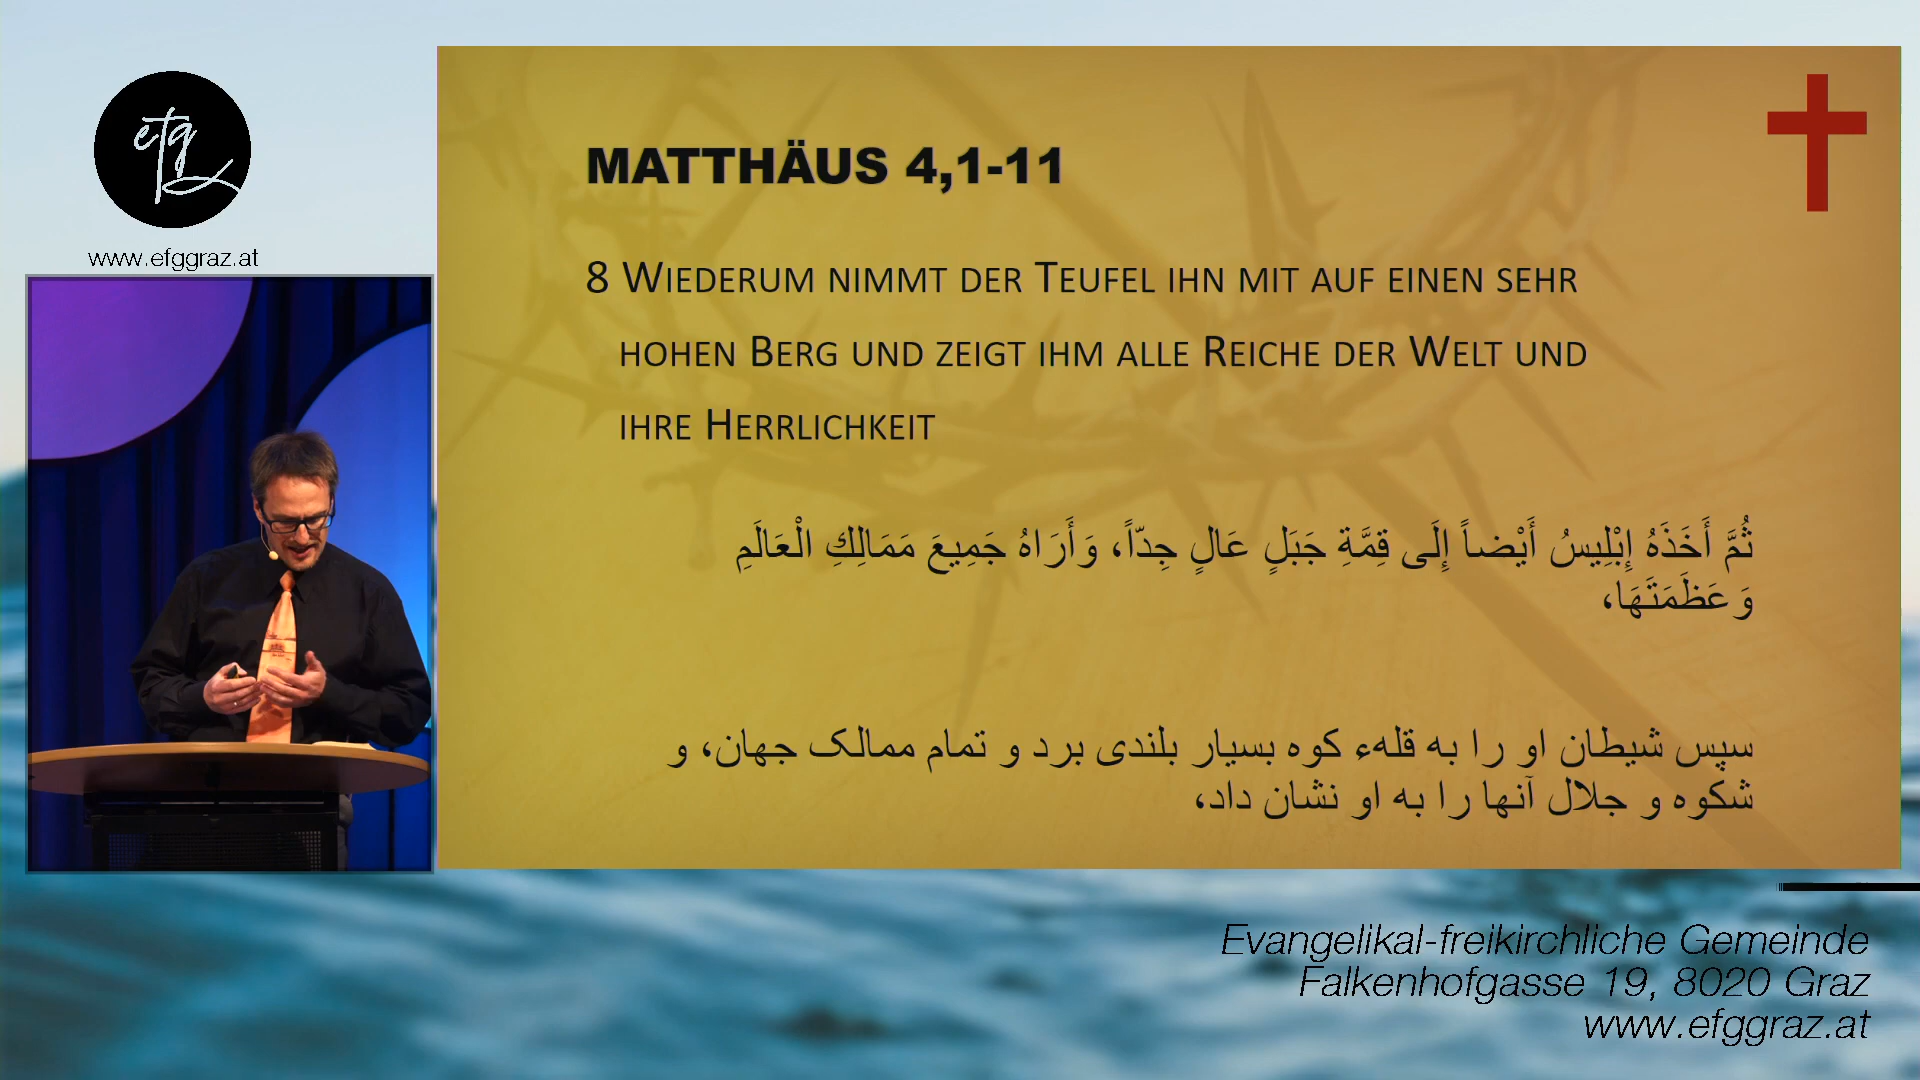 efg
www.efggraz.at
MATTHÄUS 4,1-11
8 Wiederum nimmt der Teufel ihn mit auf einen sehr
hohen Berg und zeigt ihm alle Reiche der Welt und
ihre Herrlichkeit
ثُمَّ أَخَذَهُ إِبْلِيسُ أَيْضاً إِلَى قِمَّةِ جَبَلٍ عَالٍ جِدّاً، وَأَرَاهُ جَمِيعَ مَمَالِكِ الْعَالَمِ
وَعَظَمَتَهَا،
سپس شیطان او را به قلهء کوه بسیار بلندی برد و تمام ممالک جهان، و
شکوه و جلال آنها را به او نشان داد،
Evangelikal-freikirchliche Gemeinde
Falkenhofgasse 19, 8020 Graz
www.efggraz.at